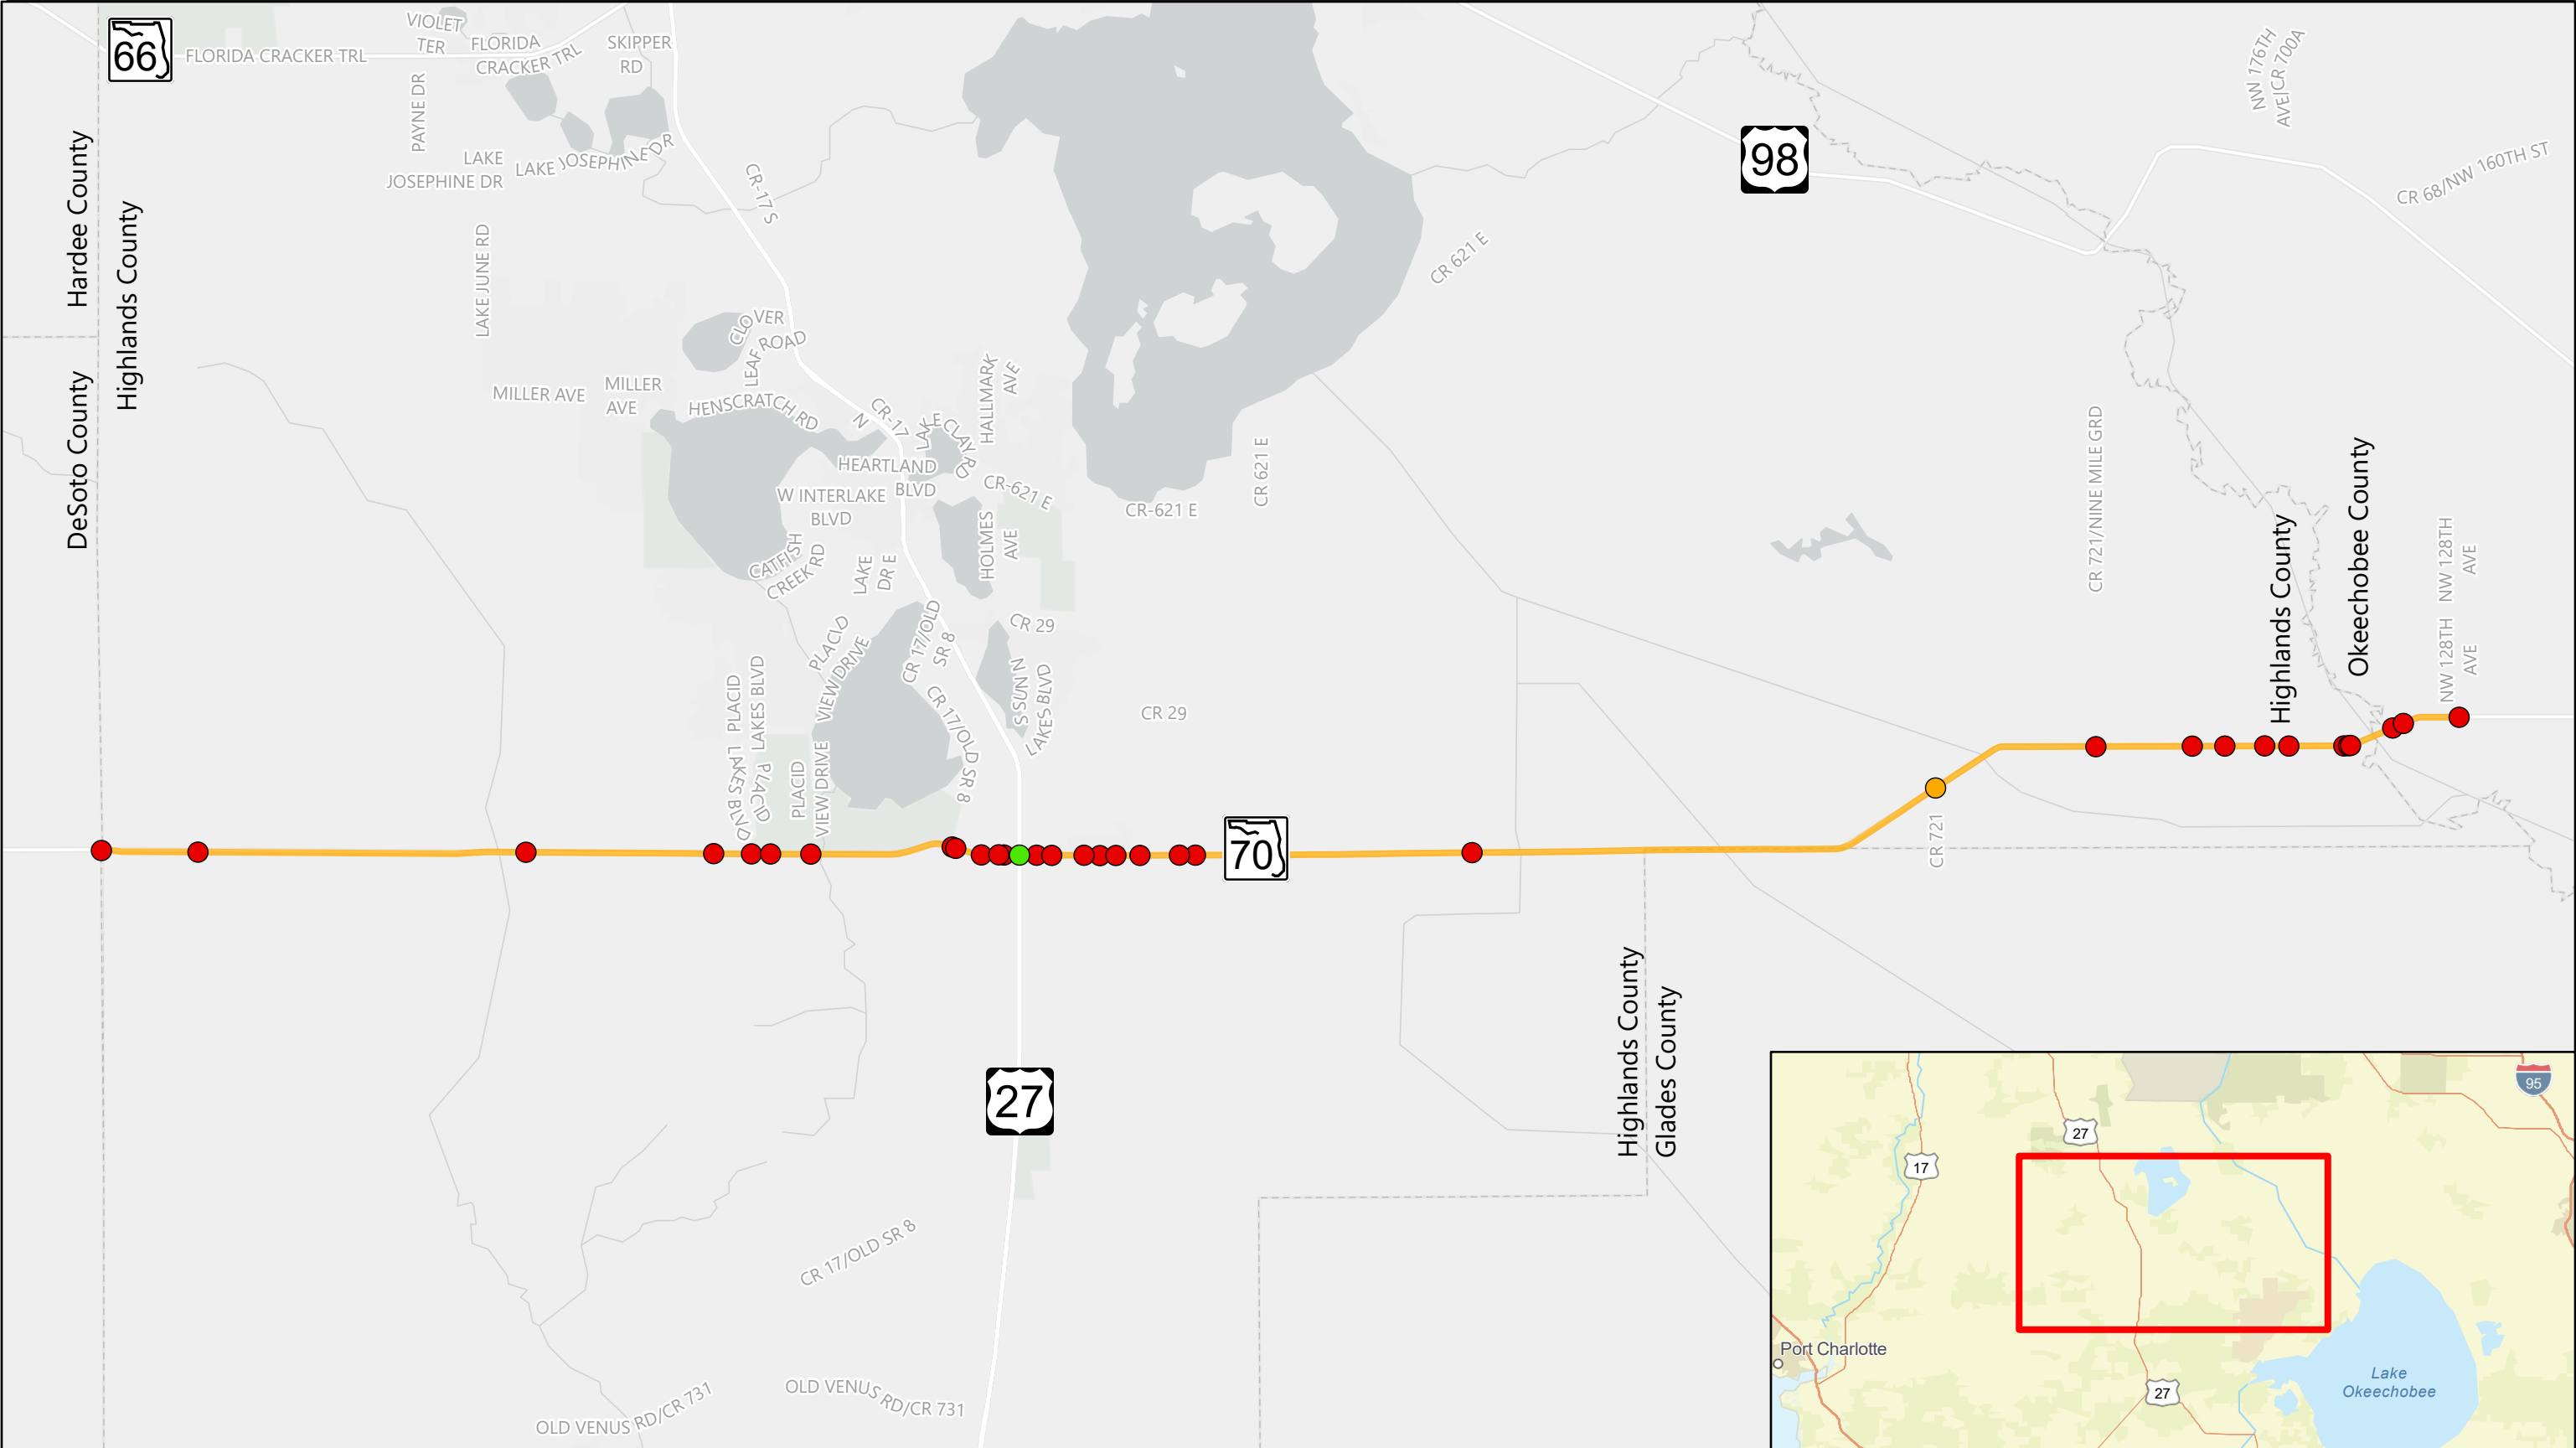 66
FLORIDA CRACKER TRL
VIOLET
TER
FLORIDA
CRACKER TRL
SKIPPER
RD
PAYNE DR
LAKE
JOSEPHINE DR
LAKE JOSEPHINE DR
Hardee County
Highlands County
DeSoto County
LAKE JUNE RD
CR-17 S
98
NW 176TH
AVE/CR 700A
CR 68/NW 160TH ST
CR 621 E
CLOVER
LEAF ROAD
MILLER AVE
MILLER
AVE
HENSCRATCH RD
CR-17
N
LAKE CLAY RD
HALLMARK
AVE
HEARTLAND
BLVD
W INTERLAKE
BLVD
CR-621 E
CR-621 E
CR 621 E
HOLMES
AVE
CATFISH
CREEK RD
LAKE
DR E
CR 721/NINE MILE GRD
Highlands County
Okeechobee County
NW 128TH
AVE
NW 128TH
AVE
PLACID
VIEW DRIVE
CR 17/OLD
SR 8
CR 29
S SUN N
LAKES BLVD
CR 29
PLACID
LAKES BLVD
CR 17/OLD SR 8
PLACID
LAKES BLVD
PLACID
VIEW DRIVE
70
CR 721
27
Highlands County
Glades County
CR 17/OLD SR 8
OLD VENUS RD/CR 731
OLD VENUS RD/CR 731
95
27
17
Port Charlotte
Lake
Okeechobee
27